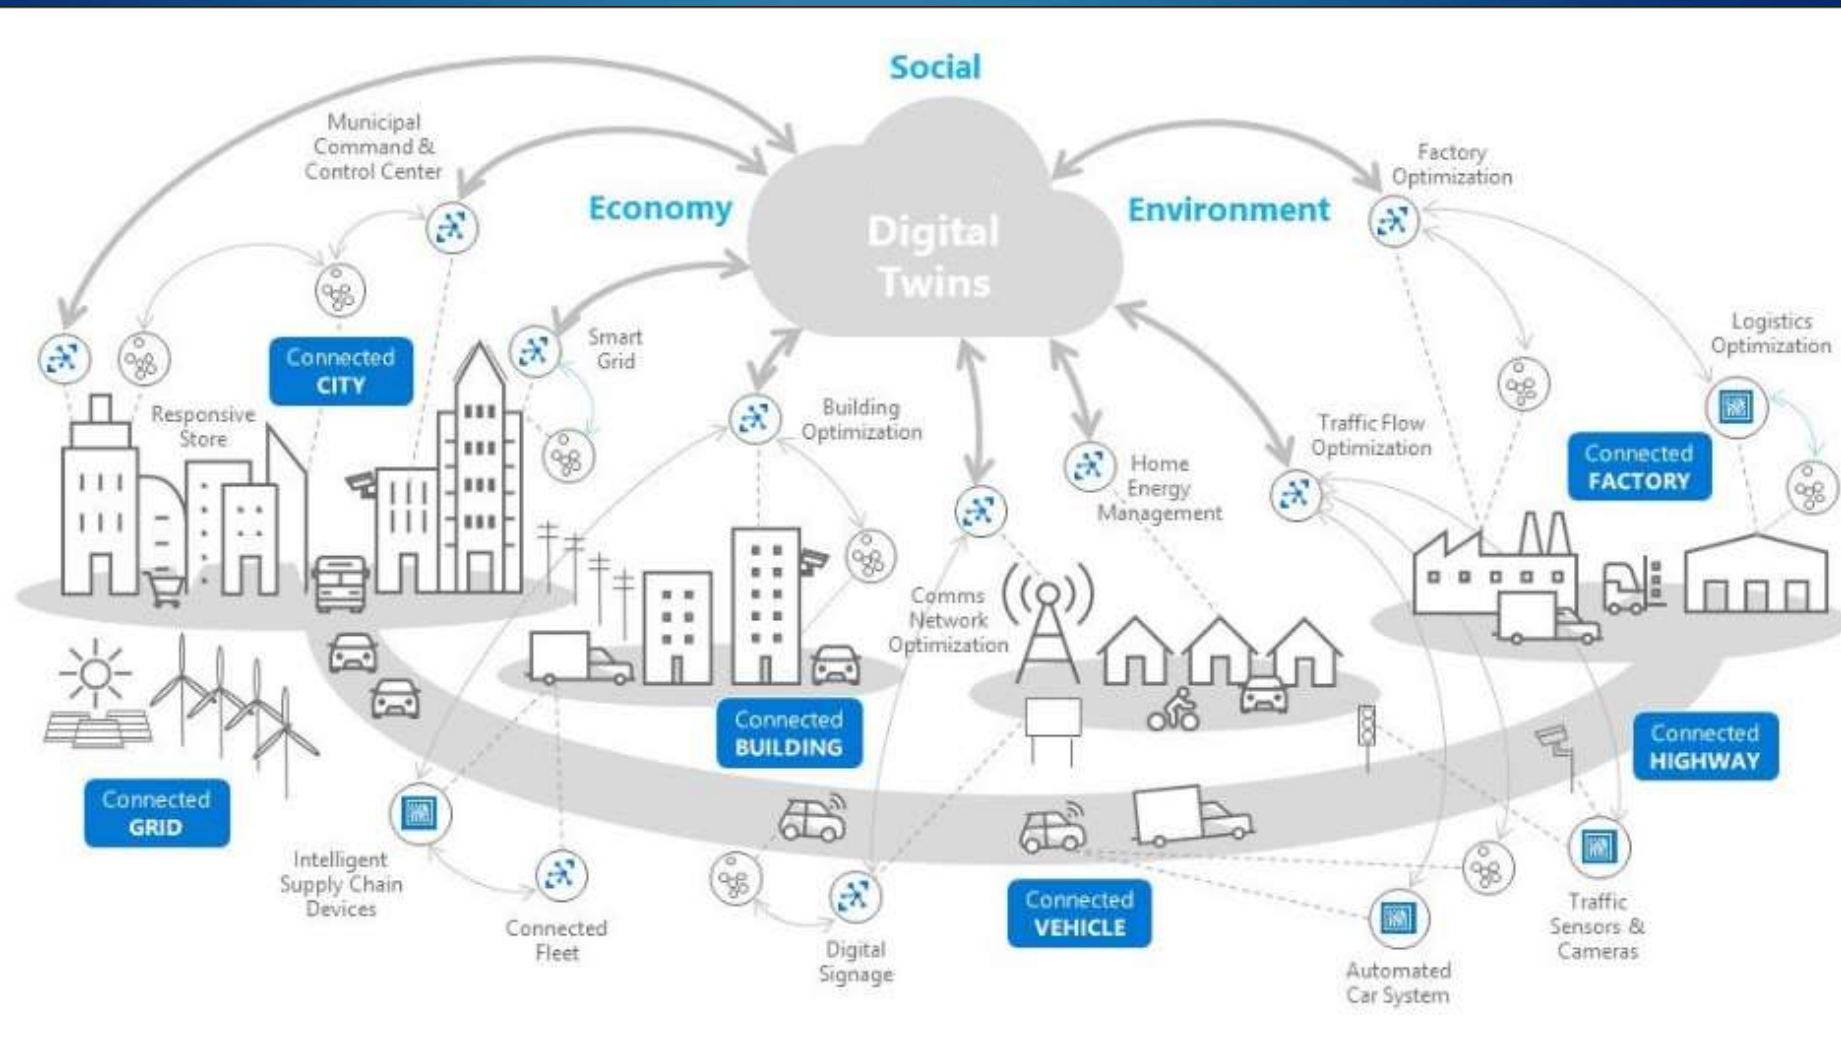 Social
Municipal
Command &
Control Center
Factory
Optimization
Economy
Environment
Digital
Twins
Smart
Grid
Logistics
Optimization
Connected
CITY
Responsive
Store
Building
Optimization
Traffic Flow
Optimization
Home
Energy
Management
Connected
FACTORY
Comms
Network
Optimization
Connected
BUILDING
Connected
HIGHWAY
Connected
GRID
Intelligent
Supply Chain
Devices
Connected
Fleet
Digital
Signage
Connected
VEHICLE
Traffic
Sensors &
Cameras
Automated
Car System